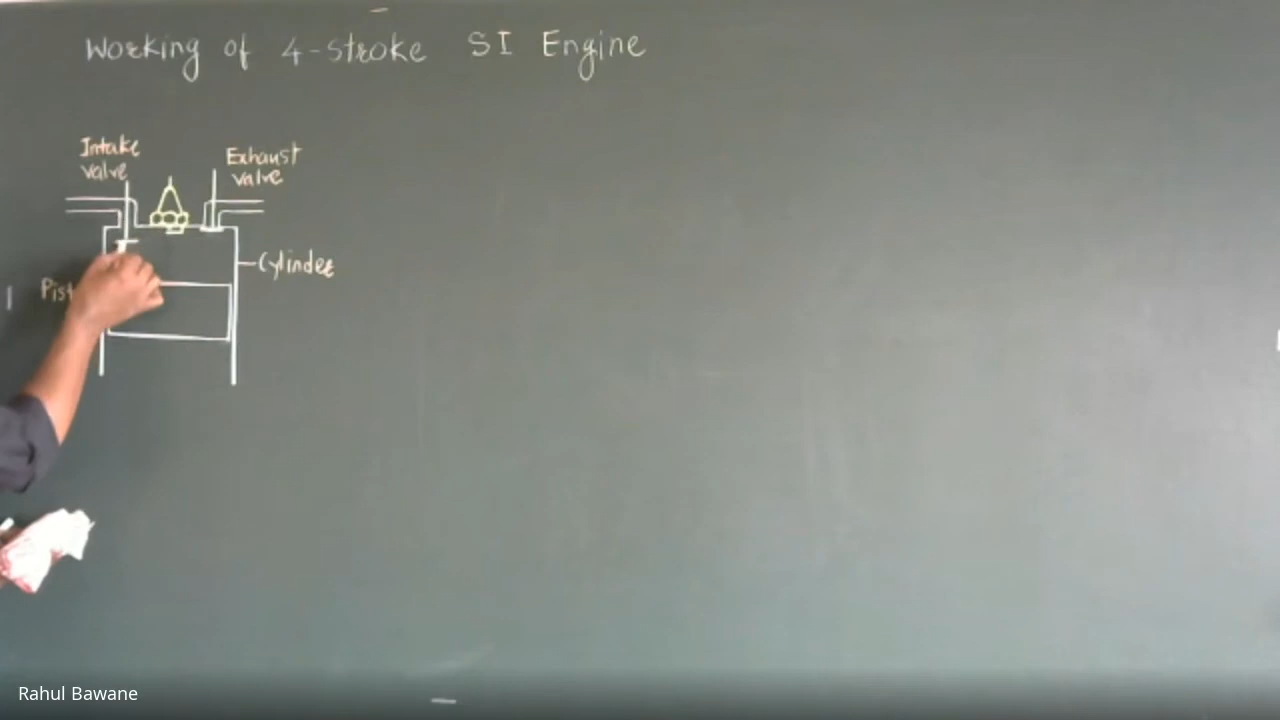 Working of 4-stroke SI Engine
Intake
valve
Exhaust
valve
Cylinder
Rahul Bawane